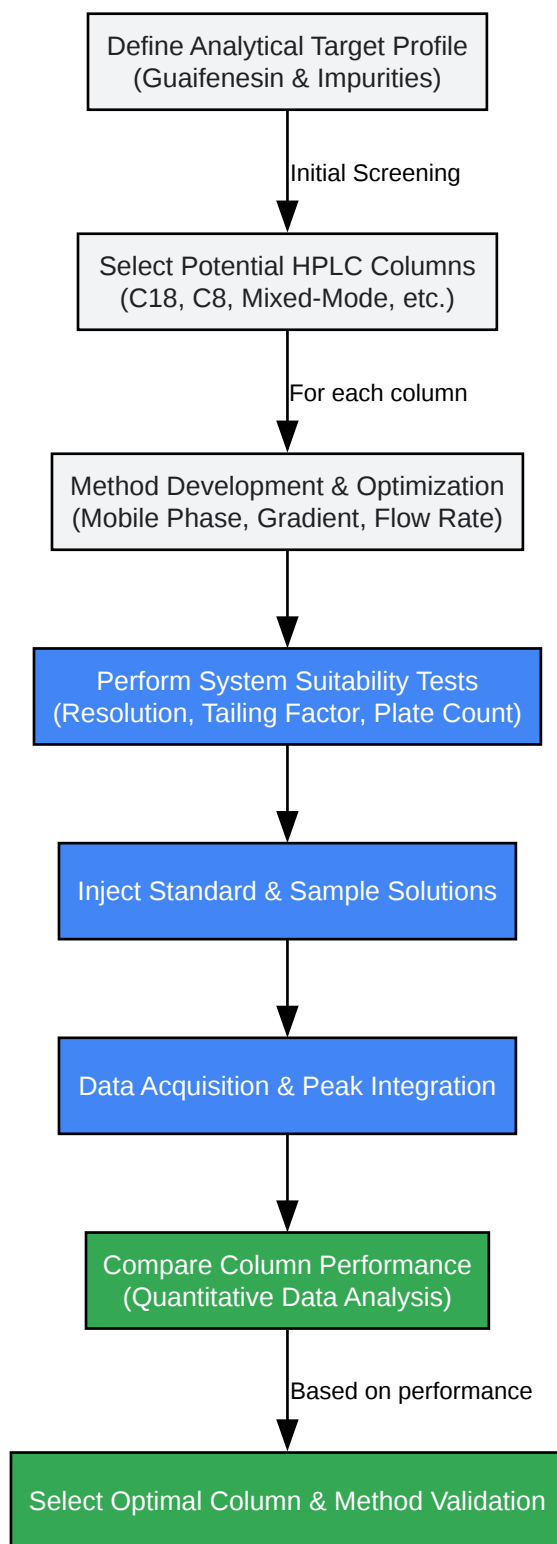 Define Analytical Target Profile
(Guaifenesin & Impurities)
Initial Screening
Select Potential HPLC Columns
(C18, C8, Mixed-Mode, etc.)
For each column
Method Development & Optimization
(Mobile Phase, Gradient, Flow Rate)
Perform System Suitability Tests
(Resolution, Tailing Factor, Plate Count)
Inject Standard & Sample Solutions
Data Acquisition & Peak Integration
Compare Column Performance
(Quantitative Data Analysis)
Based on performance
Select Optimal Column & Method Validation